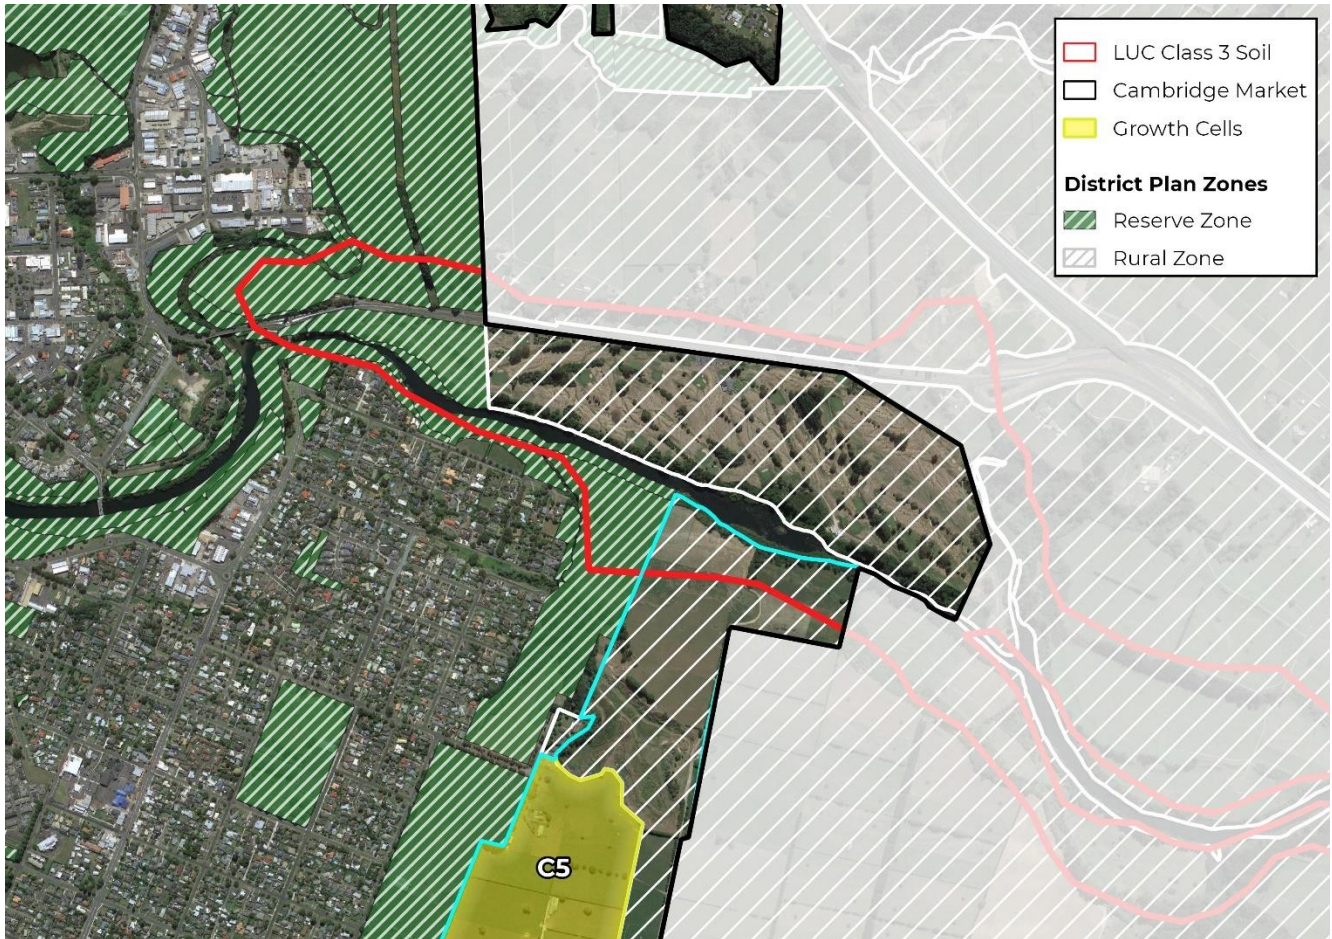 LUC Class 3 Soil
Cambridge Market
Growth Cells
District Plan Zones
Reserve Zone
Rural Zone
C5